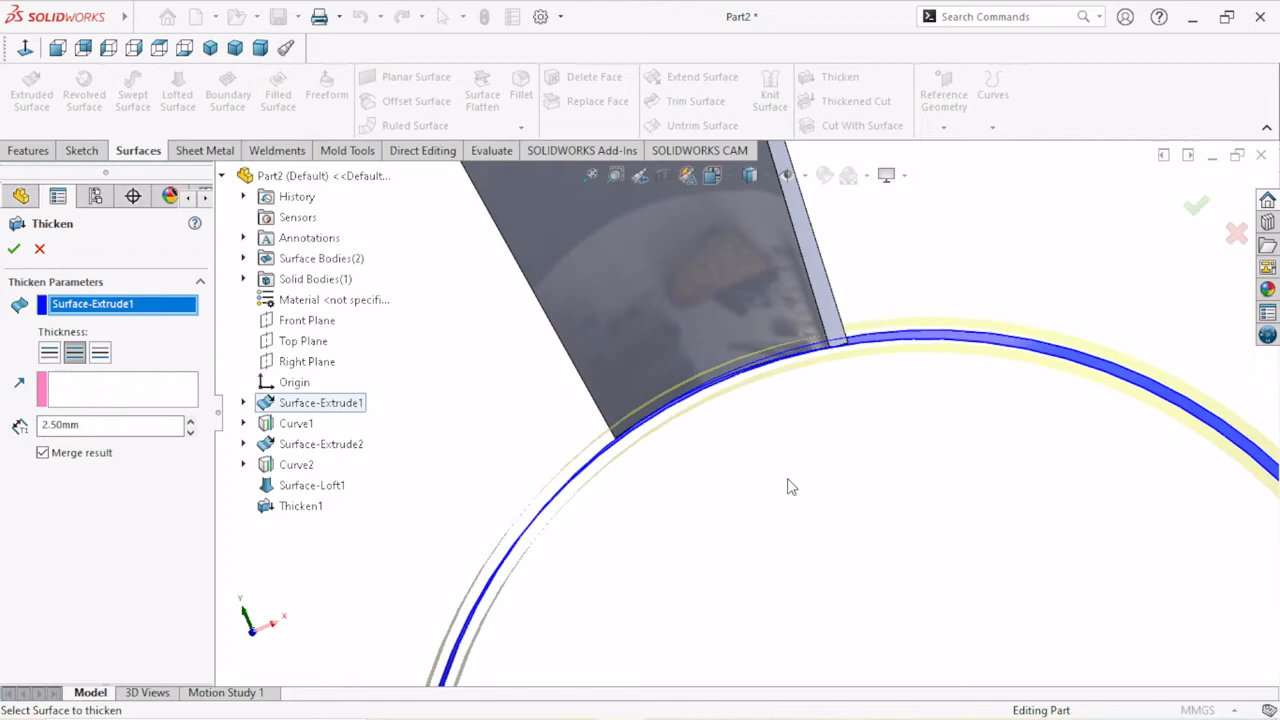 SOLIDWORKS
Part2 *
Search Commands
Extruded Surface
Revolved Surface
Swept Surface
Lofted Surface
Boundary Surface
Filled Surface
Freeform
Planar Surface
Offset Surface
Ruled Surface
Surface Flatten
Fillet
Delete Face
Replace Face
Extend Surface
Trim Surface
Untrim Surface
Knit Surface
Thicken
Thickened Cut
Cut With Surface
Reference Geometry
Curves
Features
Sketch
Surfaces
Sheet Metal
Weldments
Mold Tools
Direct Editing
Evaluate
SOLIDWORKS Add-Ins
SOLIDWORKS CAM
Thicken
Thicken Parameters
Surface-Extrude1
Thickness:
T1
2.50mm
Merge result
Part2 (Default) <<Default...
History
Sensors
Annotations
Surface Bodies(2)
Solid Bodies(1)
Material <not specifi...
Front Plane
Top Plane
Right Plane
Origin
Surface-Extrude1
Curve1
Surface-Extrude2
Curve2
Surface-Loft1
Thicken1
Y
X
Z
Model
3D Views
Motion Study 1
Select Surface to thicken
Editing Part
MMGS